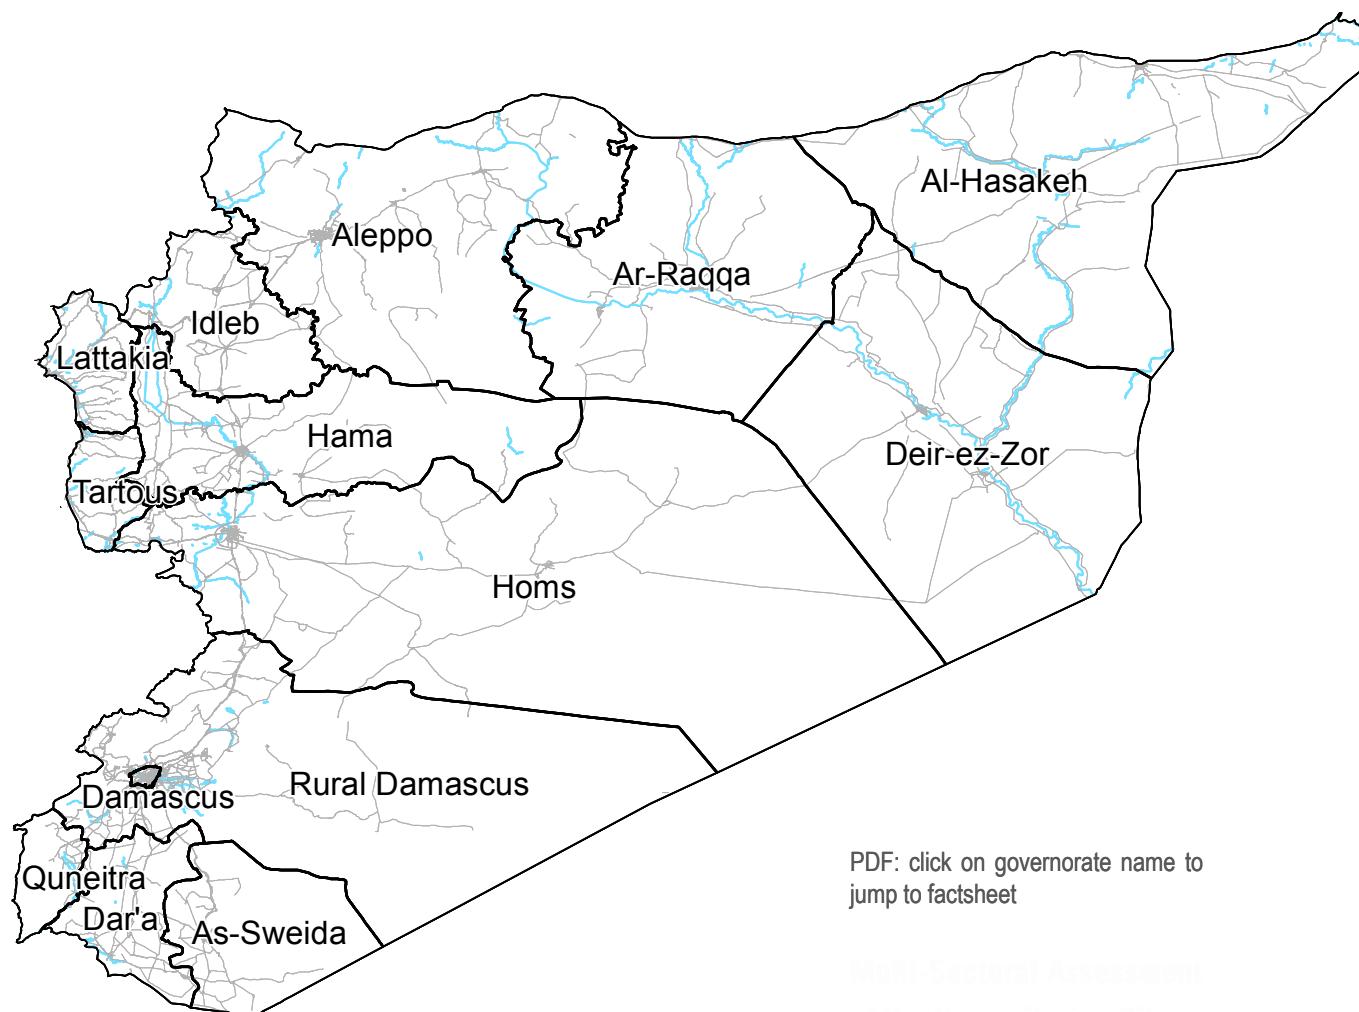 Al-Hasakeh
Aleppo
Ar-Raqqa
Idleb
Lattakia
Hama
Deir-ez-Zor
Tartous
Homs
Rural Damascus
Damascus
Quneitra
Dar'a
As-Sweida
PDF: click on governorate name to
jump to factsheet